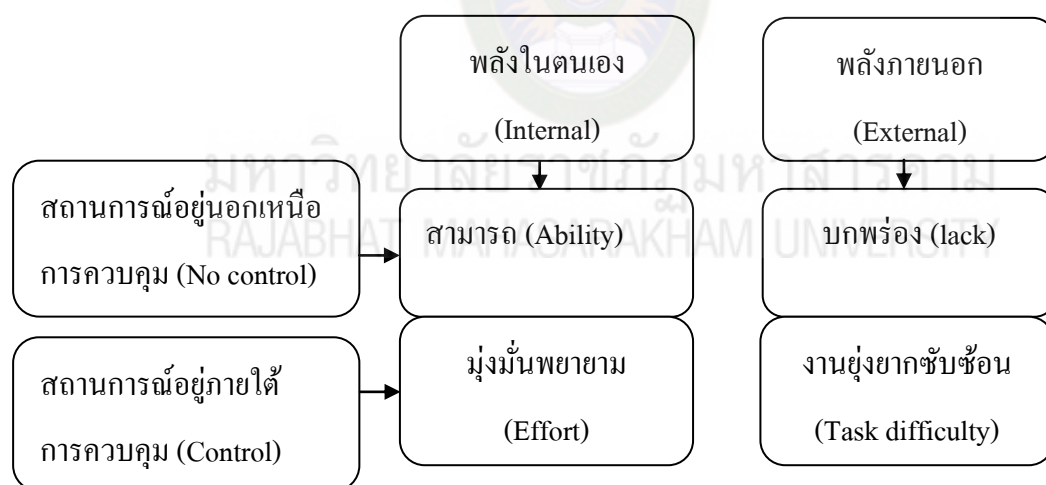 พลังในตนเอง
(Internal)
พลังภายนอก
(External)
มหาวิทยาลัยราชภัฏมหาสารคาม
RAJABHAT MAHASARAKHAM UNIVERSITY
สถานการณ์อยู่นอกเหนือ
การควบคุม (No control)
สามารถ (Ability)
บกพร่อง (lack)
สถานการณ์อยู่ภายใต้
การควบคุม (Control)
มุ่งมั่นพยายาม
(Effort)
งานยุ่งยากซับซ้อน
(Task difficulty)